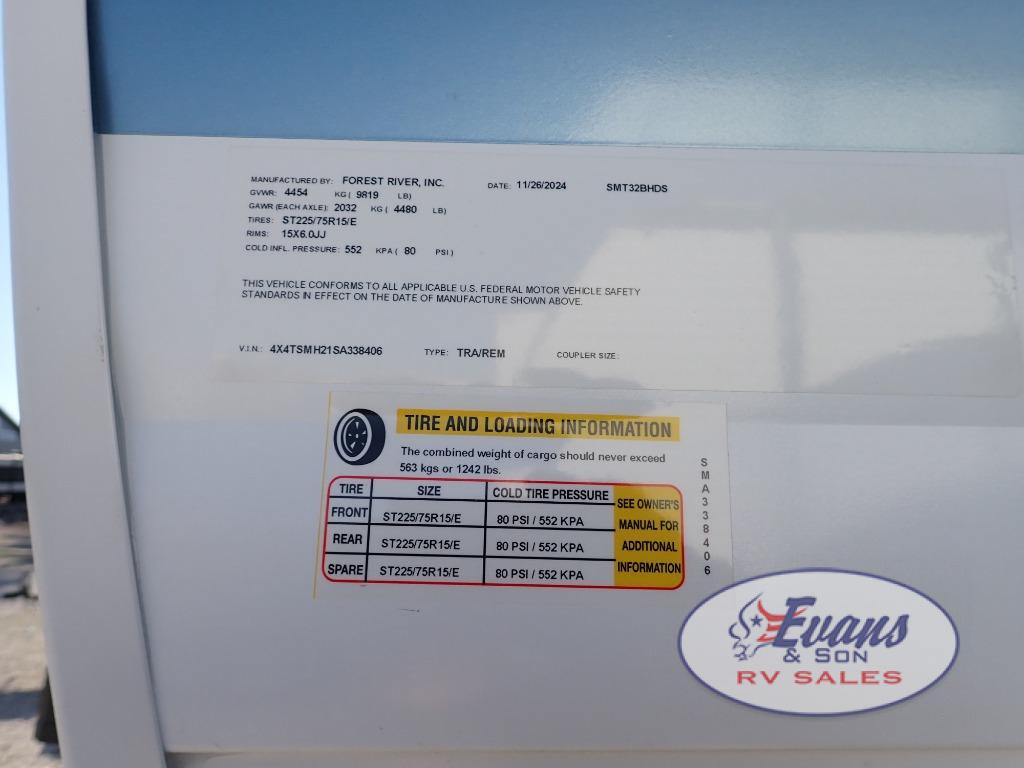 MANUFACTURED BY: FOREST RIVER, INC. DATE: 11/26/2024 SMT32BHDS
GVWR: 4454 KG ( 9819 LB)
GAWR (EACH AXLE): 2032 KG ( 4480 LB)
TIRES: ST225/75R15/E
RIMS: 15X6.0JJ
COLD INFL. PRESSURE: 552 KPA ( 80 PSI )
THIS VEHICLE CONFORMS TO ALL APPLICABLE U.S. FEDERAL MOTOR VEHICLE SAFETY
STANDARDS IN EFFECT ON THE DATE OF MANUFACTURE SHOWN ABOVE.
V.I.N.: 4X4TSMH21SA338406 TYPE: TRA/REM COUPLER SIZE:
TIRE AND LOADING INFORMATION
The combined weight of cargo should never exceed
563 kgs or 1242 lbs.
TIRE SIZE COLD TIRE PRESSURE SEE OWNER'S
FRONT ST225/75R15/E 80 PSI / 552 KPA MANUAL FOR
REAR ST225/75R15/E 80 PSI / 552 KPA ADDITIONAL
SPARE ST225/75R15/E 80 PSI / 552 KPA INFORMATION
SMA338406
Evans
& SON
RV SALES